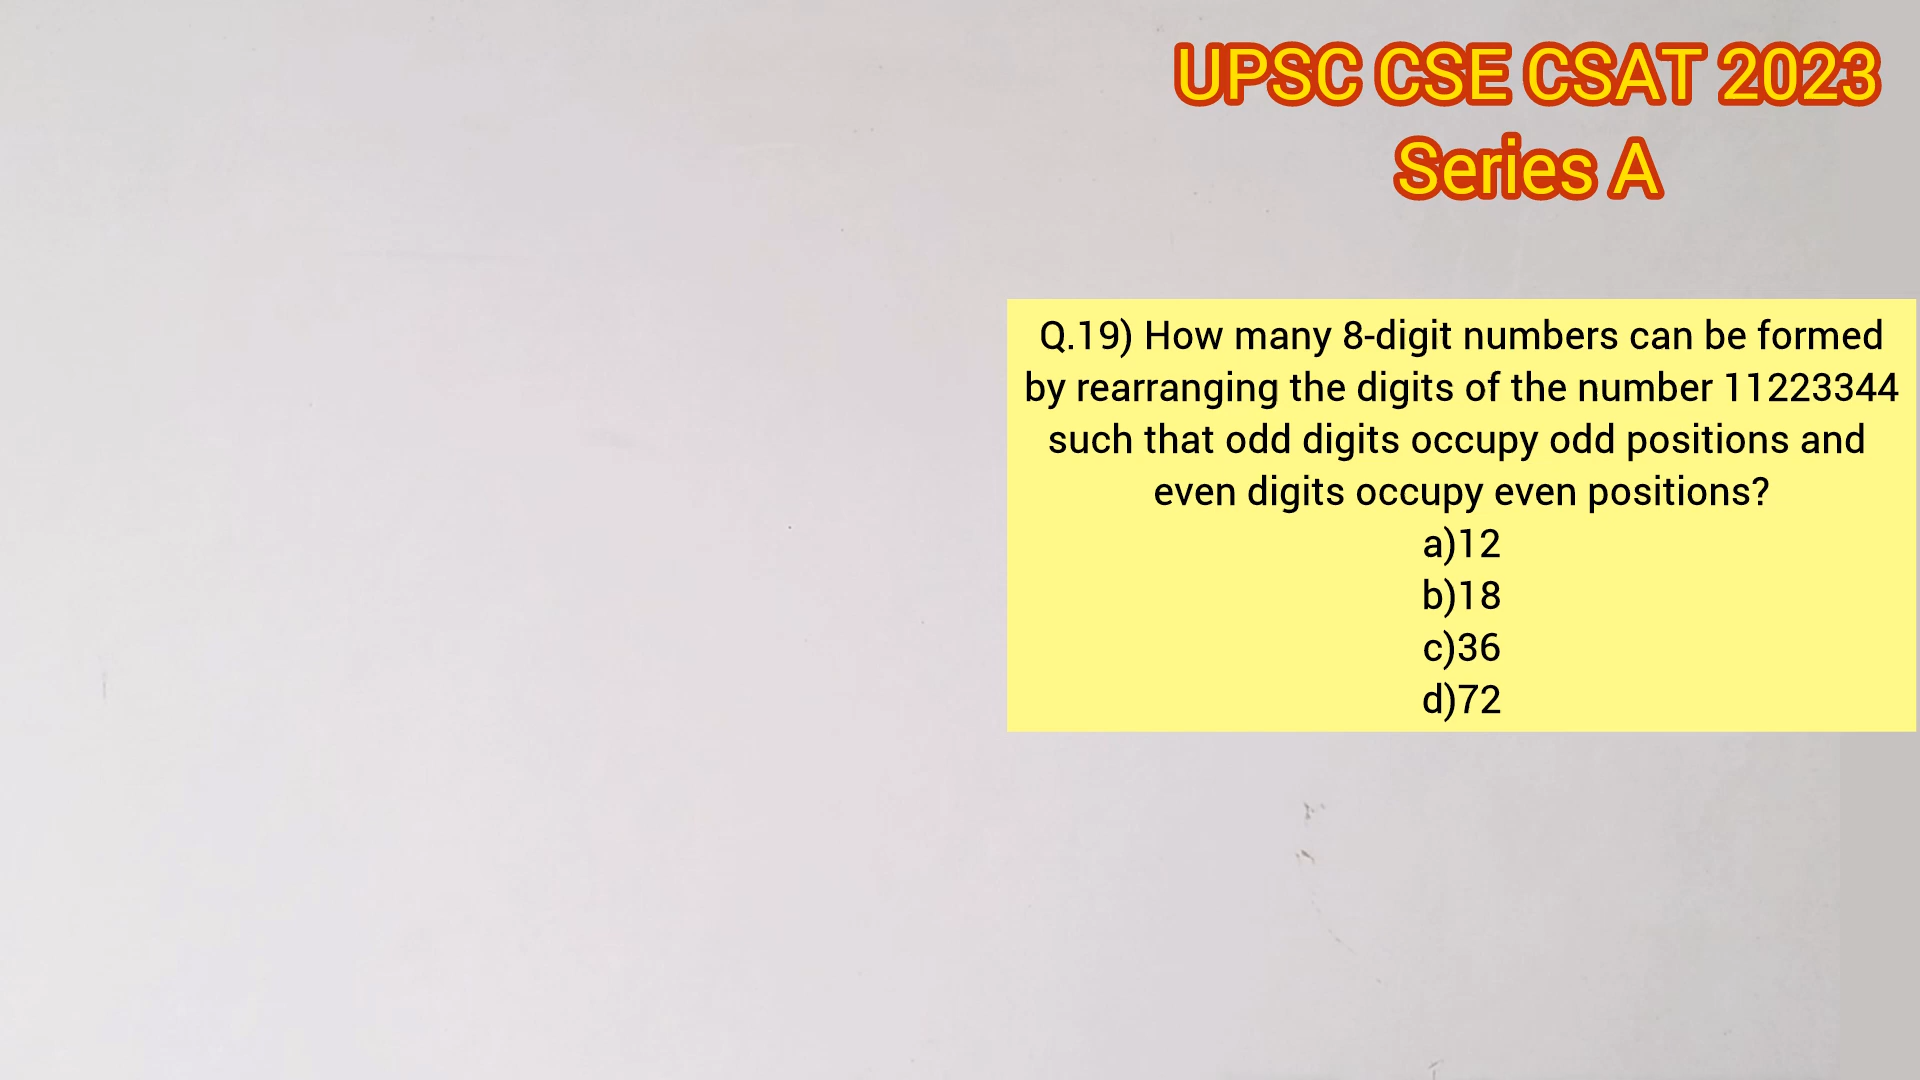 UPSC CSE CSAT 2023
Series A
Q.19) How many 8-digit numbers can be formed
by rearranging the digits of the number 11223344
such that odd digits occupy odd positions and
even digits occupy even positions?
a)12
b)18
c)36
d)72